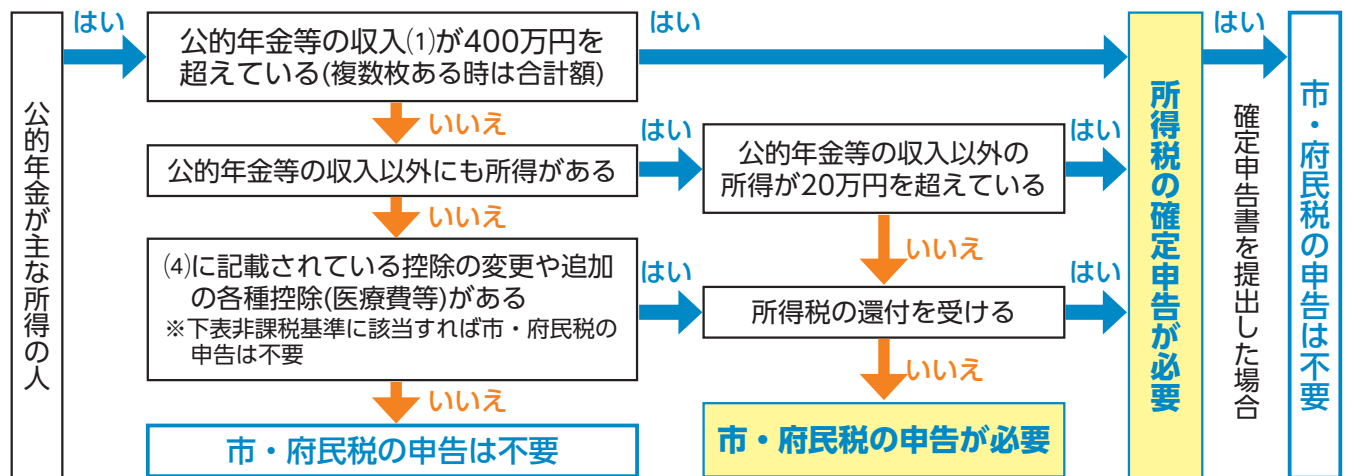 公的年金が主な所得の人
はい
公的年金等の収入⑴が400万円を
超えている(複数枚ある時は合計額)
はい
いいえ
公的年金等の収入以外にも所得がある
はい
公的年金等の収入以外の
所得が20万円を超えている
はい
いいえ
いいえ
⑷に記載されている控除の変更や追加
の各種控除(医療費等)がある
※下表非課税基準に該当すれば市・府民税の
申告は不要
はい
所得税の還付を受ける
はい
いいえ
いいえ
市・府民税の申告は不要
市・府民税の申告が必要
所得税の確定申告が必要
はい
確定申告書を提出した場合
市・府民税の申告は不要